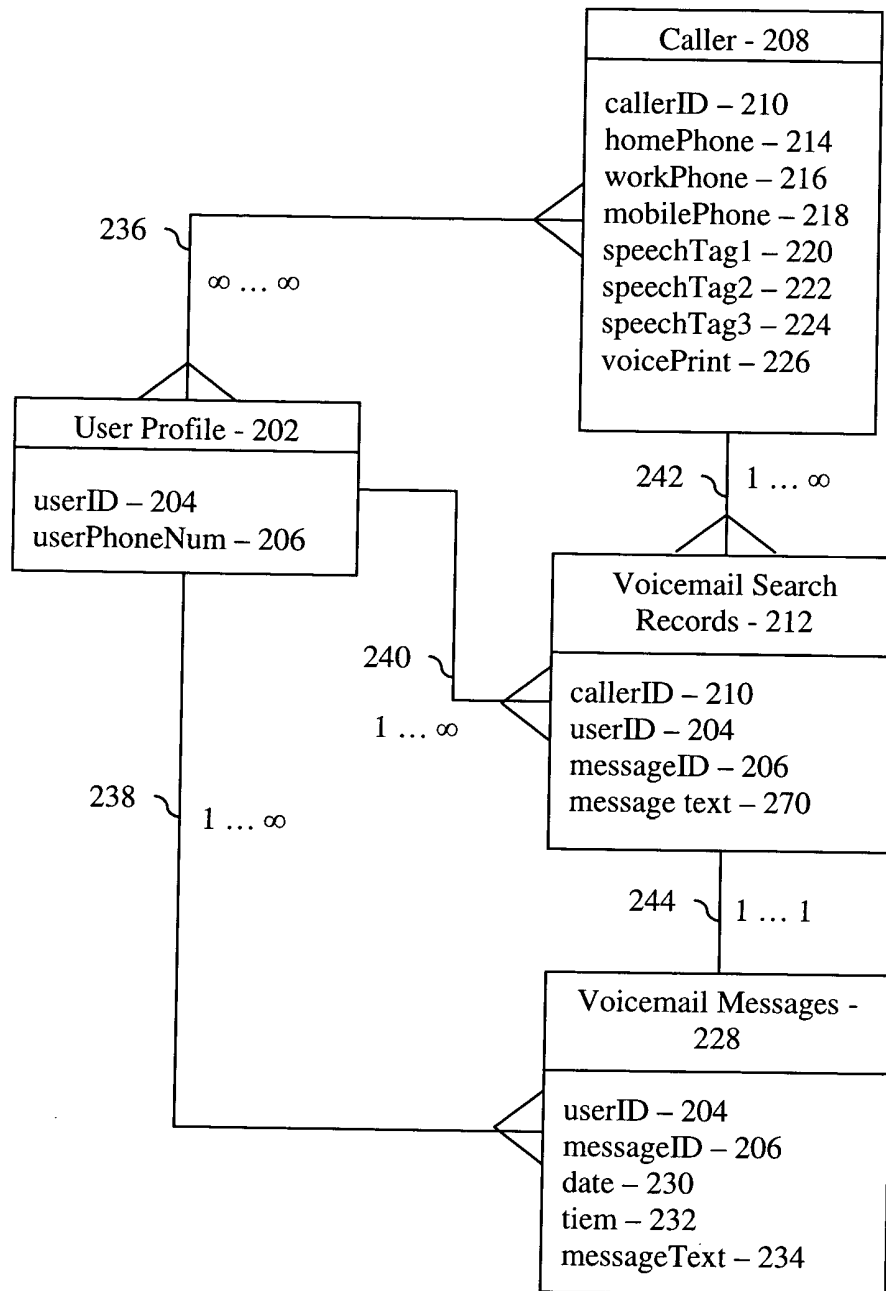 Caller - 208
callerID – 210
homePhone – 214
workPhone – 216
mobilePhone – 218
speechTag1 – 220
speechTag2 – 222
speechTag3 – 224
voicePrint – 226
236
∞ ... ∞
User Profile - 202
userID – 204
userPhoneNum – 206
242
1 ... ∞
Voicemail Search
Records - 212
callerID – 210
userID – 204
messageID – 206
message text – 270
240
1 ... ∞
238
1 ... ∞
244
1 ... 1
Voicemail Messages -
228
userID – 204
messageID – 206
date – 230
tiem – 232
messageText – 234